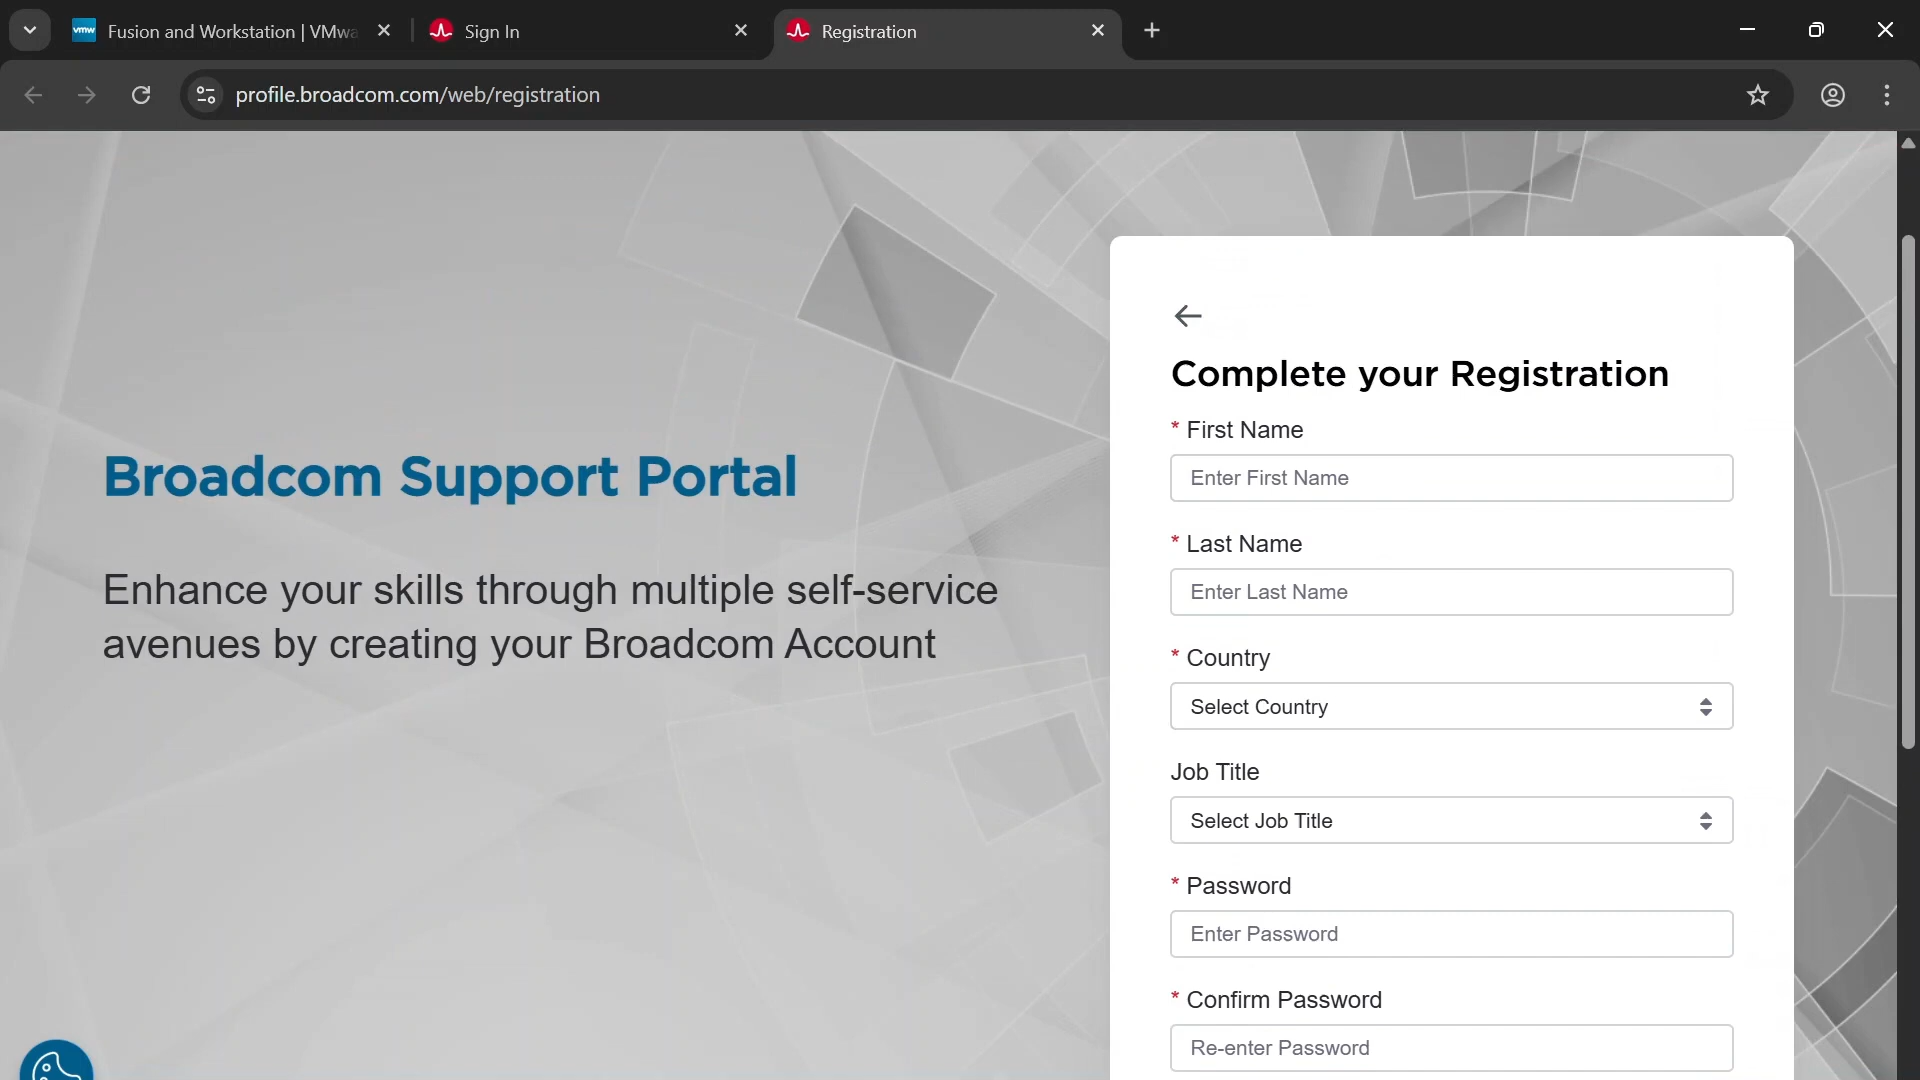 vmw
Fusion and Workstation | VMwa
Sign In
Registration
profile.broadcom.com/web/registration
Broadcom Support Portal
Enhance your skills through multiple self-service
avenues by creating your Broadcom Account
Complete your Registration
* First Name
Enter First Name
* Last Name
Enter Last Name
* Country
Select Country
Job Title
Select Job Title
* Password
Enter Password
* Confirm Password
Re-enter Password